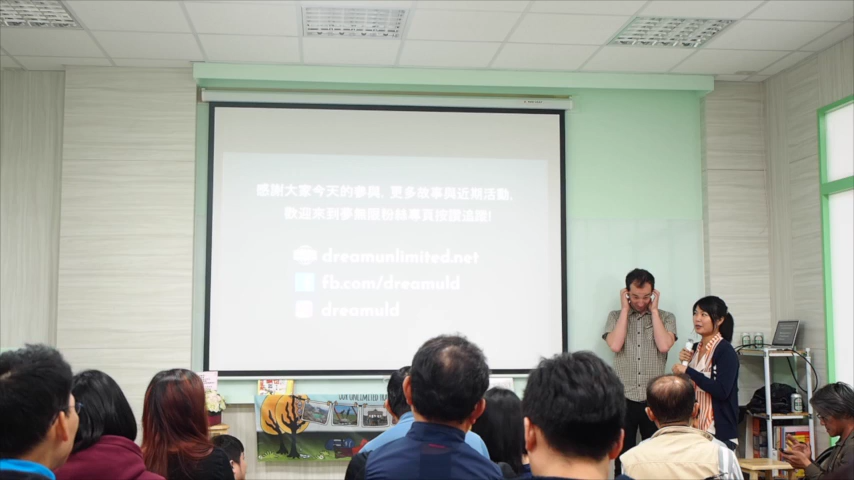 感謝大家今天的參與，更多故事與近期活動，
歡迎來到夢無限粉絲專頁按讚追蹤！
dreamunlimited.net
fb.com/dreamuld
dreamuld
OUR UNLIMITED